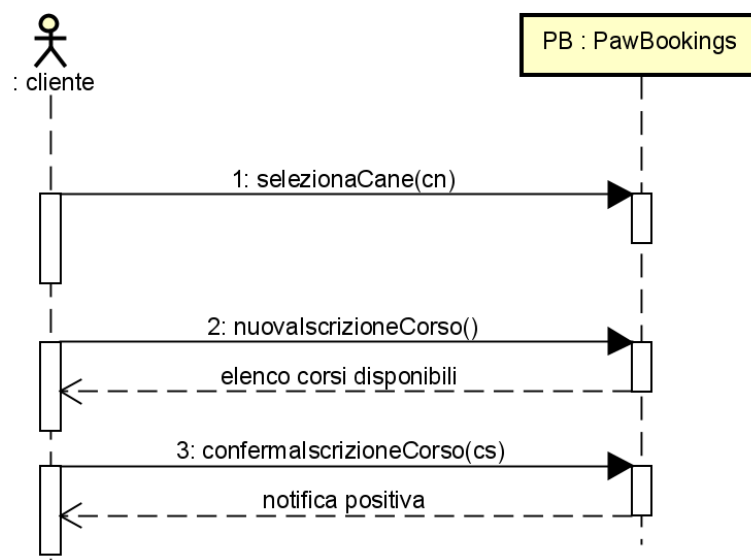 PB : PawBookings
: cliente
1: selezionaCane(cn)
2: nuovaIscrizioneCorso()
elenco corsi disponibili
3: confermaIscrizioneCorso(cs)
notifica positiva